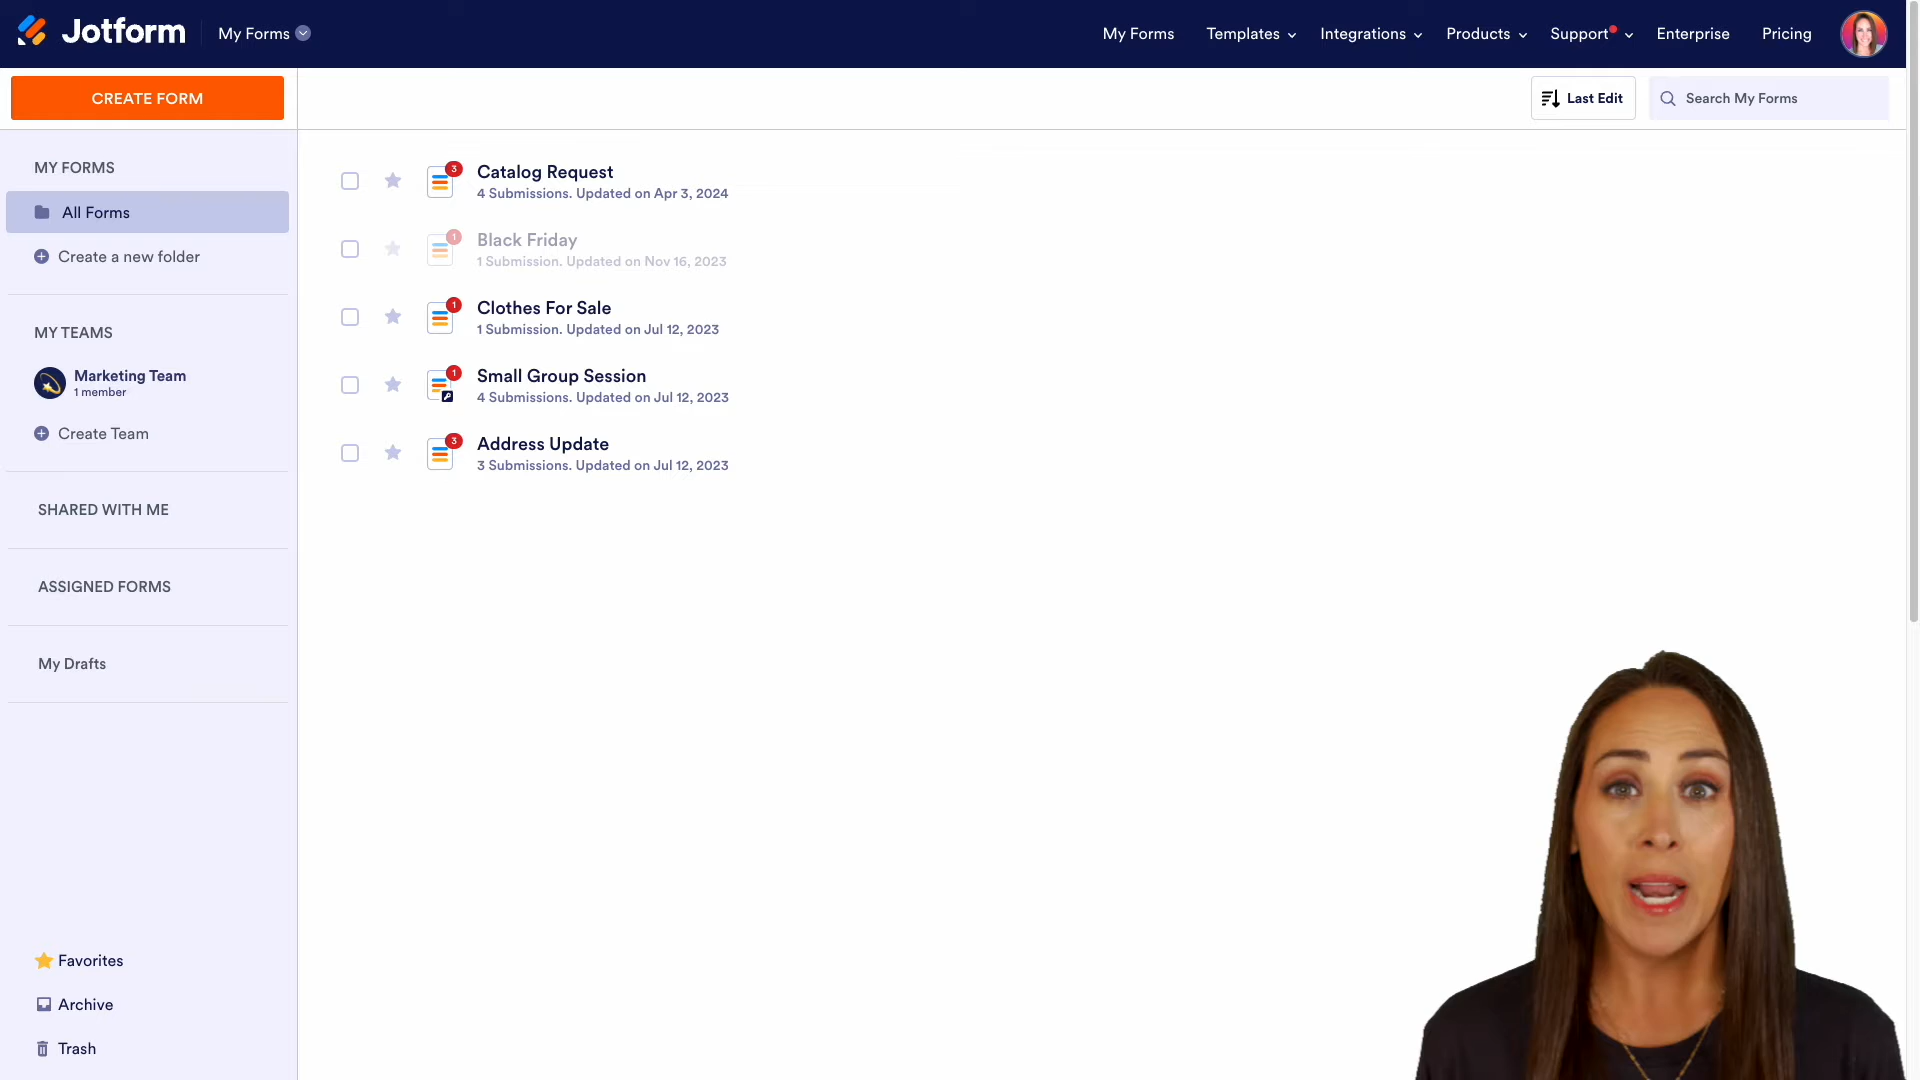 Jotform
My Forms
My Forms
Templates
Integrations
Products
Support
Enterprise
Pricing
CREATE FORM
Last Edit
Search My Forms
MY FORMS
All Forms
Create a new folder
MY TEAMS
Marketing Team
1 member
Create Team
SHARED WITH ME
ASSIGNED FORMS
My Drafts
Favorites
Archive
Trash
3
Catalog Request
4 Submissions. Updated on Apr 3, 2024
1
Black Friday
1 Submission. Updated on Nov 16, 2023
1
Clothes For Sale
1 Submission. Updated on Jul 12, 2023
1
Small Group Session
4 Submissions. Updated on Jul 12, 2023
3
Address Update
3 Submissions. Updated on Jul 12, 2023